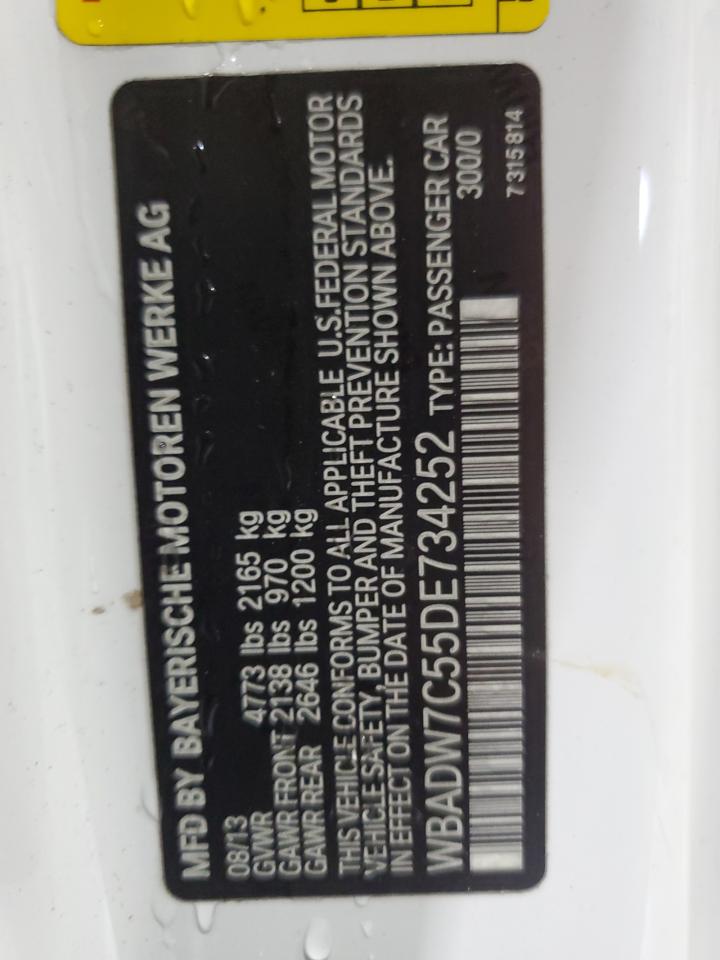 MFD BY BAYERISCHE MOTOREN WERKE AG
08/13
GVWR 4773 lbs 2165 kg
GAWR FRONT 2138 lbs 970 kg
GAWR REAR 2646 lbs 1200 kg
THIS VEHICLE CONFORMS TO ALL APPLICABLE U.S.FEDERAL MOTOR
VEHICLE SAFETY, BUMPER AND THEFT PREVENTION STANDARDS
IN EFFECT ON THE DATE OF MANUFACTURE SHOWN ABOVE.
WBADW7C55DE734252 TYPE: PASSENGER CAR
300/0
7 315 814